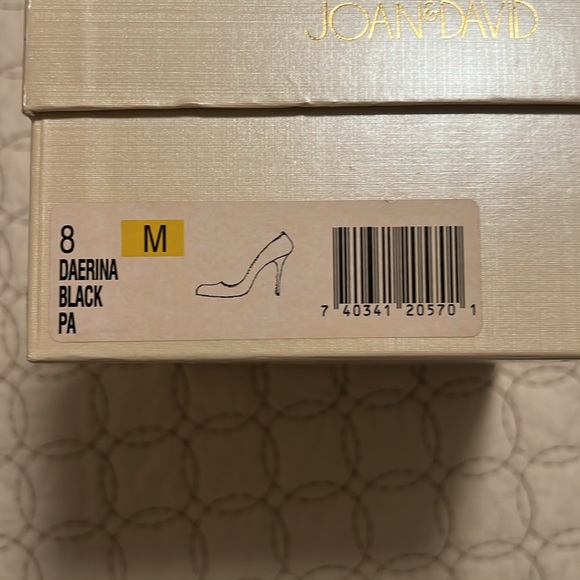 JOAN&DAVID
8 M
DAERINA
BLACK
PA
7 40341 20570 1